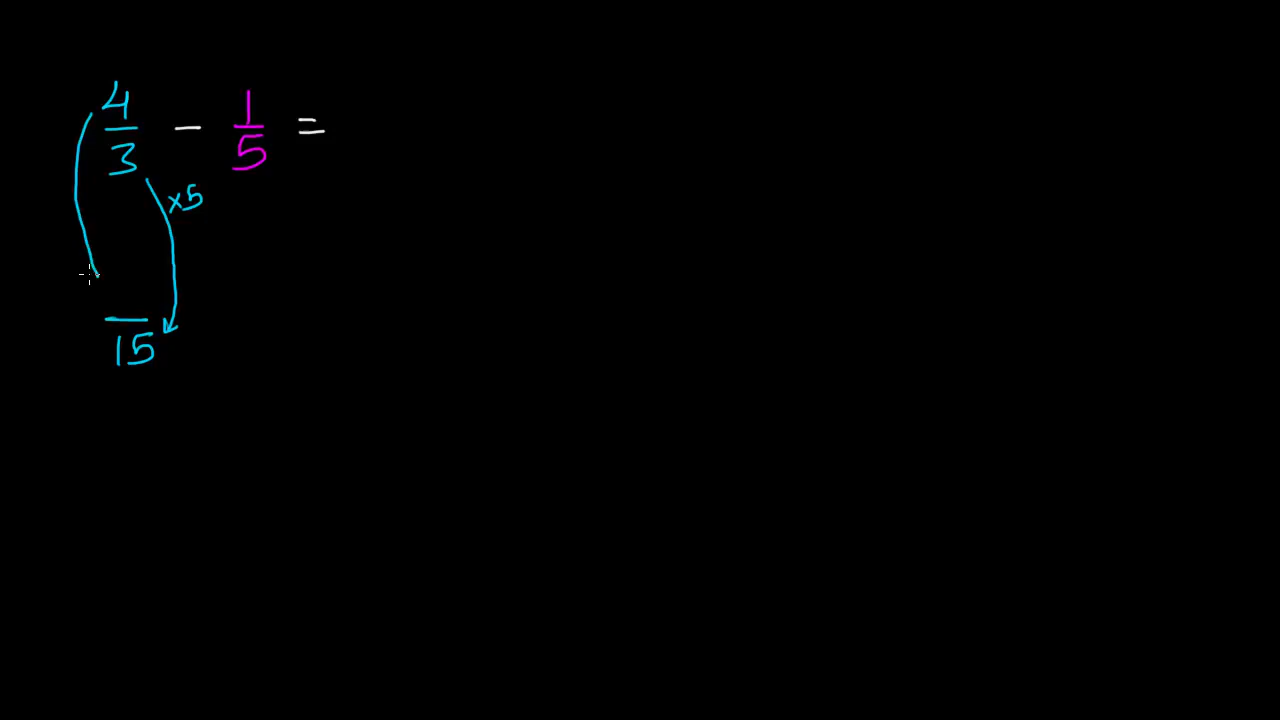 4/3 - 1/5 =
×5
/15